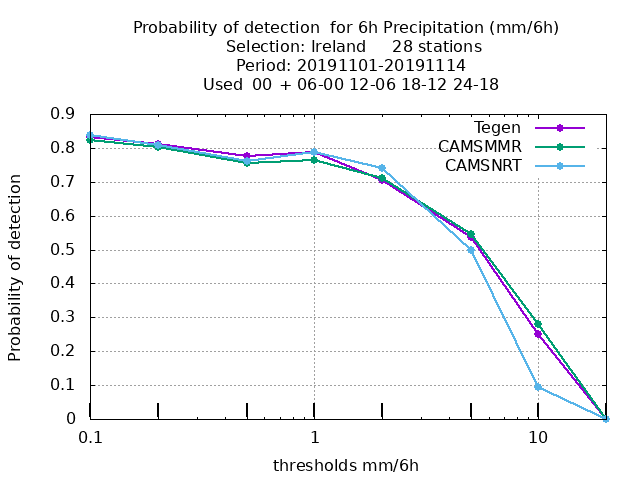 Probability of detection  for 6h Precipitation (mm/6h)
Selection: Ireland     28 stations
Period: 20191101-20191114
Used  00  + 06-00 12-06 18-12 24-18
Tegen
CAMSMMR
CAMSNRT
Probability of detection
0.9
0.8
0.7
0.6
0.5
0.4
0.3
0.2
0.1
0
0.1 1 10
thresholds mm/6h